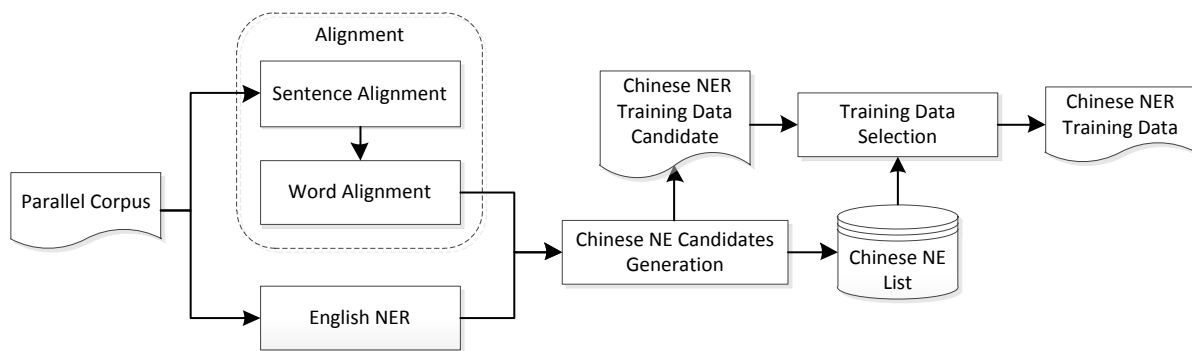 Alignment
Sentence Alignment
Word Alignment
Parallel Corpus
English NER
Chinese NE Candidates
Generation
Chinese NER
Training Data
Candidate
Training Data
Selection
Chinese NE
List
Chinese NER
Training Data